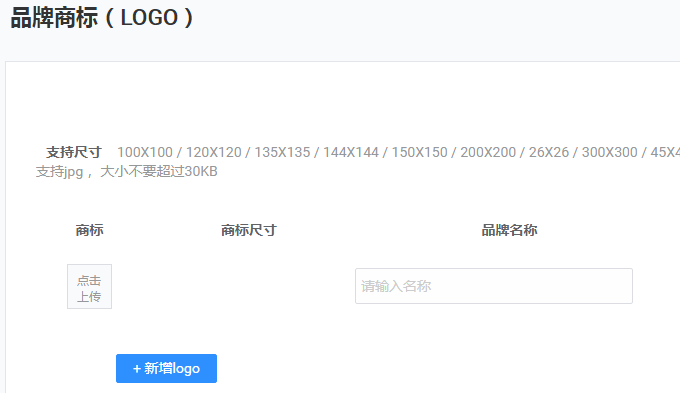 品牌商标（LOGO）
支持尺寸 100X100 / 120X120 / 135X135 / 144X144 / 150X150 / 200X200 / 26X26 / 300X300 / 45X4
支持jpg ，大小不要超过30KB
商标 商标尺寸 品牌名称
点击
上传
请输入名称
+ 新增logo